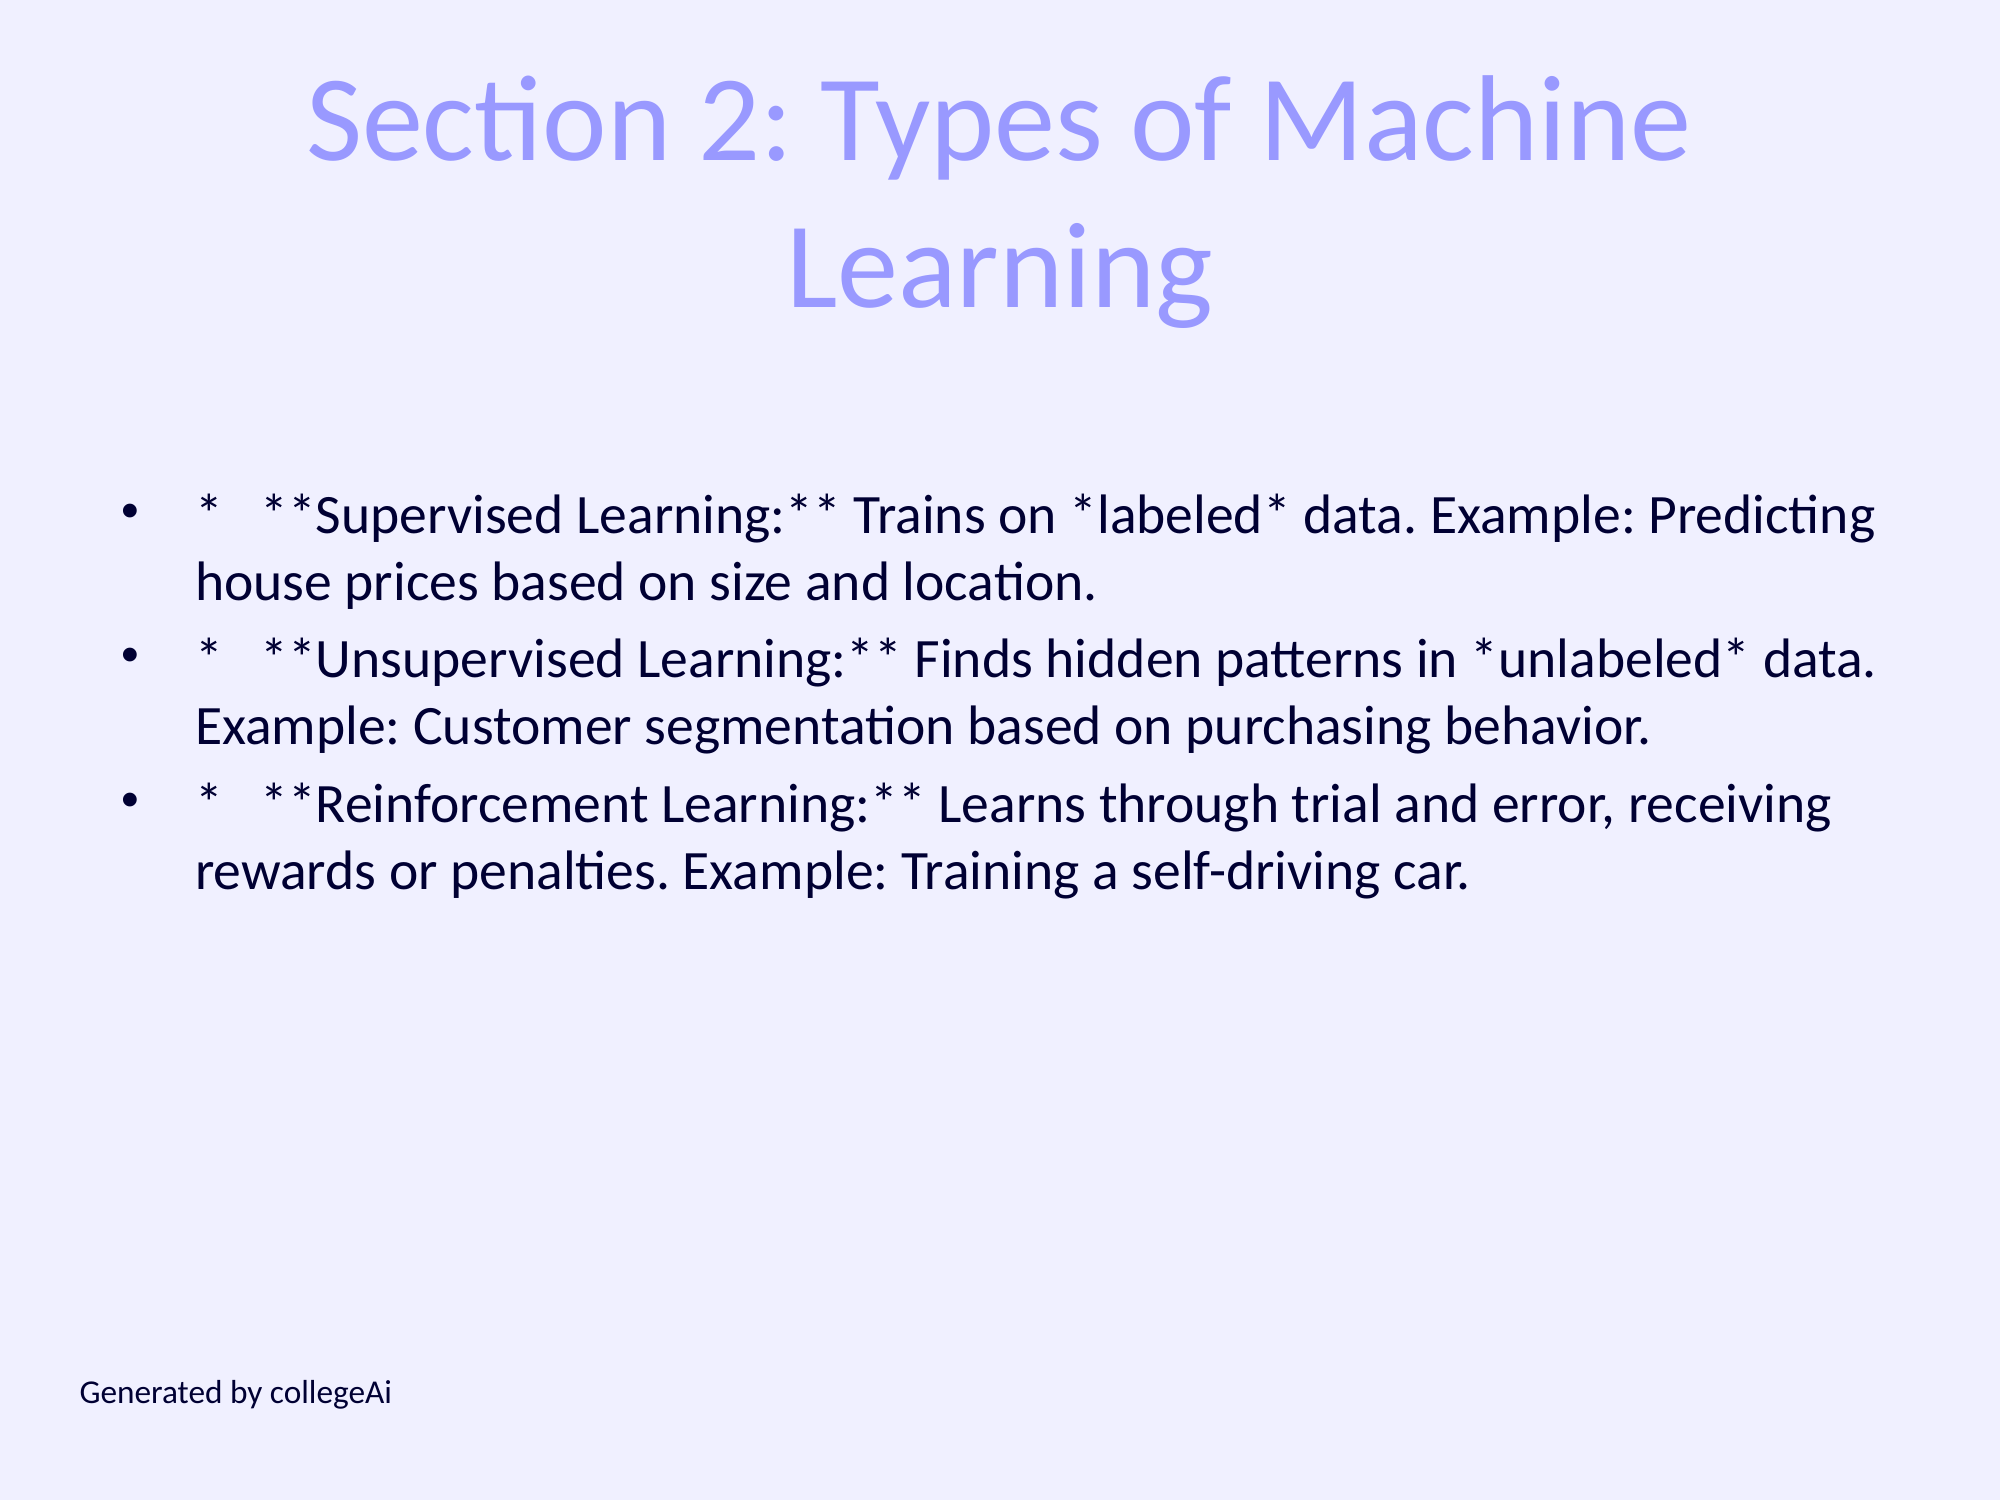 Section 2: Types of Machine
Learning
• *   **Supervised Learning:** Trains on *labeled* data. Example: Predicting
house prices based on size and location.
• *   **Unsupervised Learning:** Finds hidden patterns in *unlabeled* data.
Example: Customer segmentation based on purchasing behavior.
• *   **Reinforcement Learning:** Learns through trial and error, receiving
rewards or penalties. Example: Training a self-driving car.
Generated by collegeAi